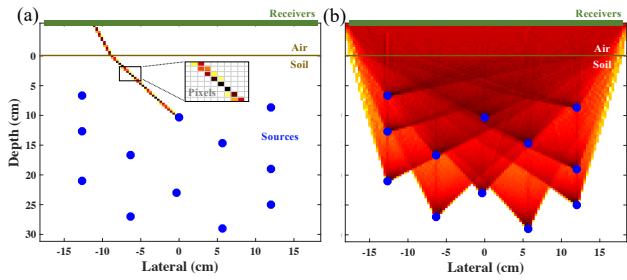 (a)
Receivers
Air
Soil
Pixels
Sources
0
5
10
15
20
25
30
-15
-10
-5
0
5
10
15
Depth (cm)
Lateral (cm)
(b)
Receivers
Air
Soil
-15
-10
-5
0
5
10
15
Lateral (cm)